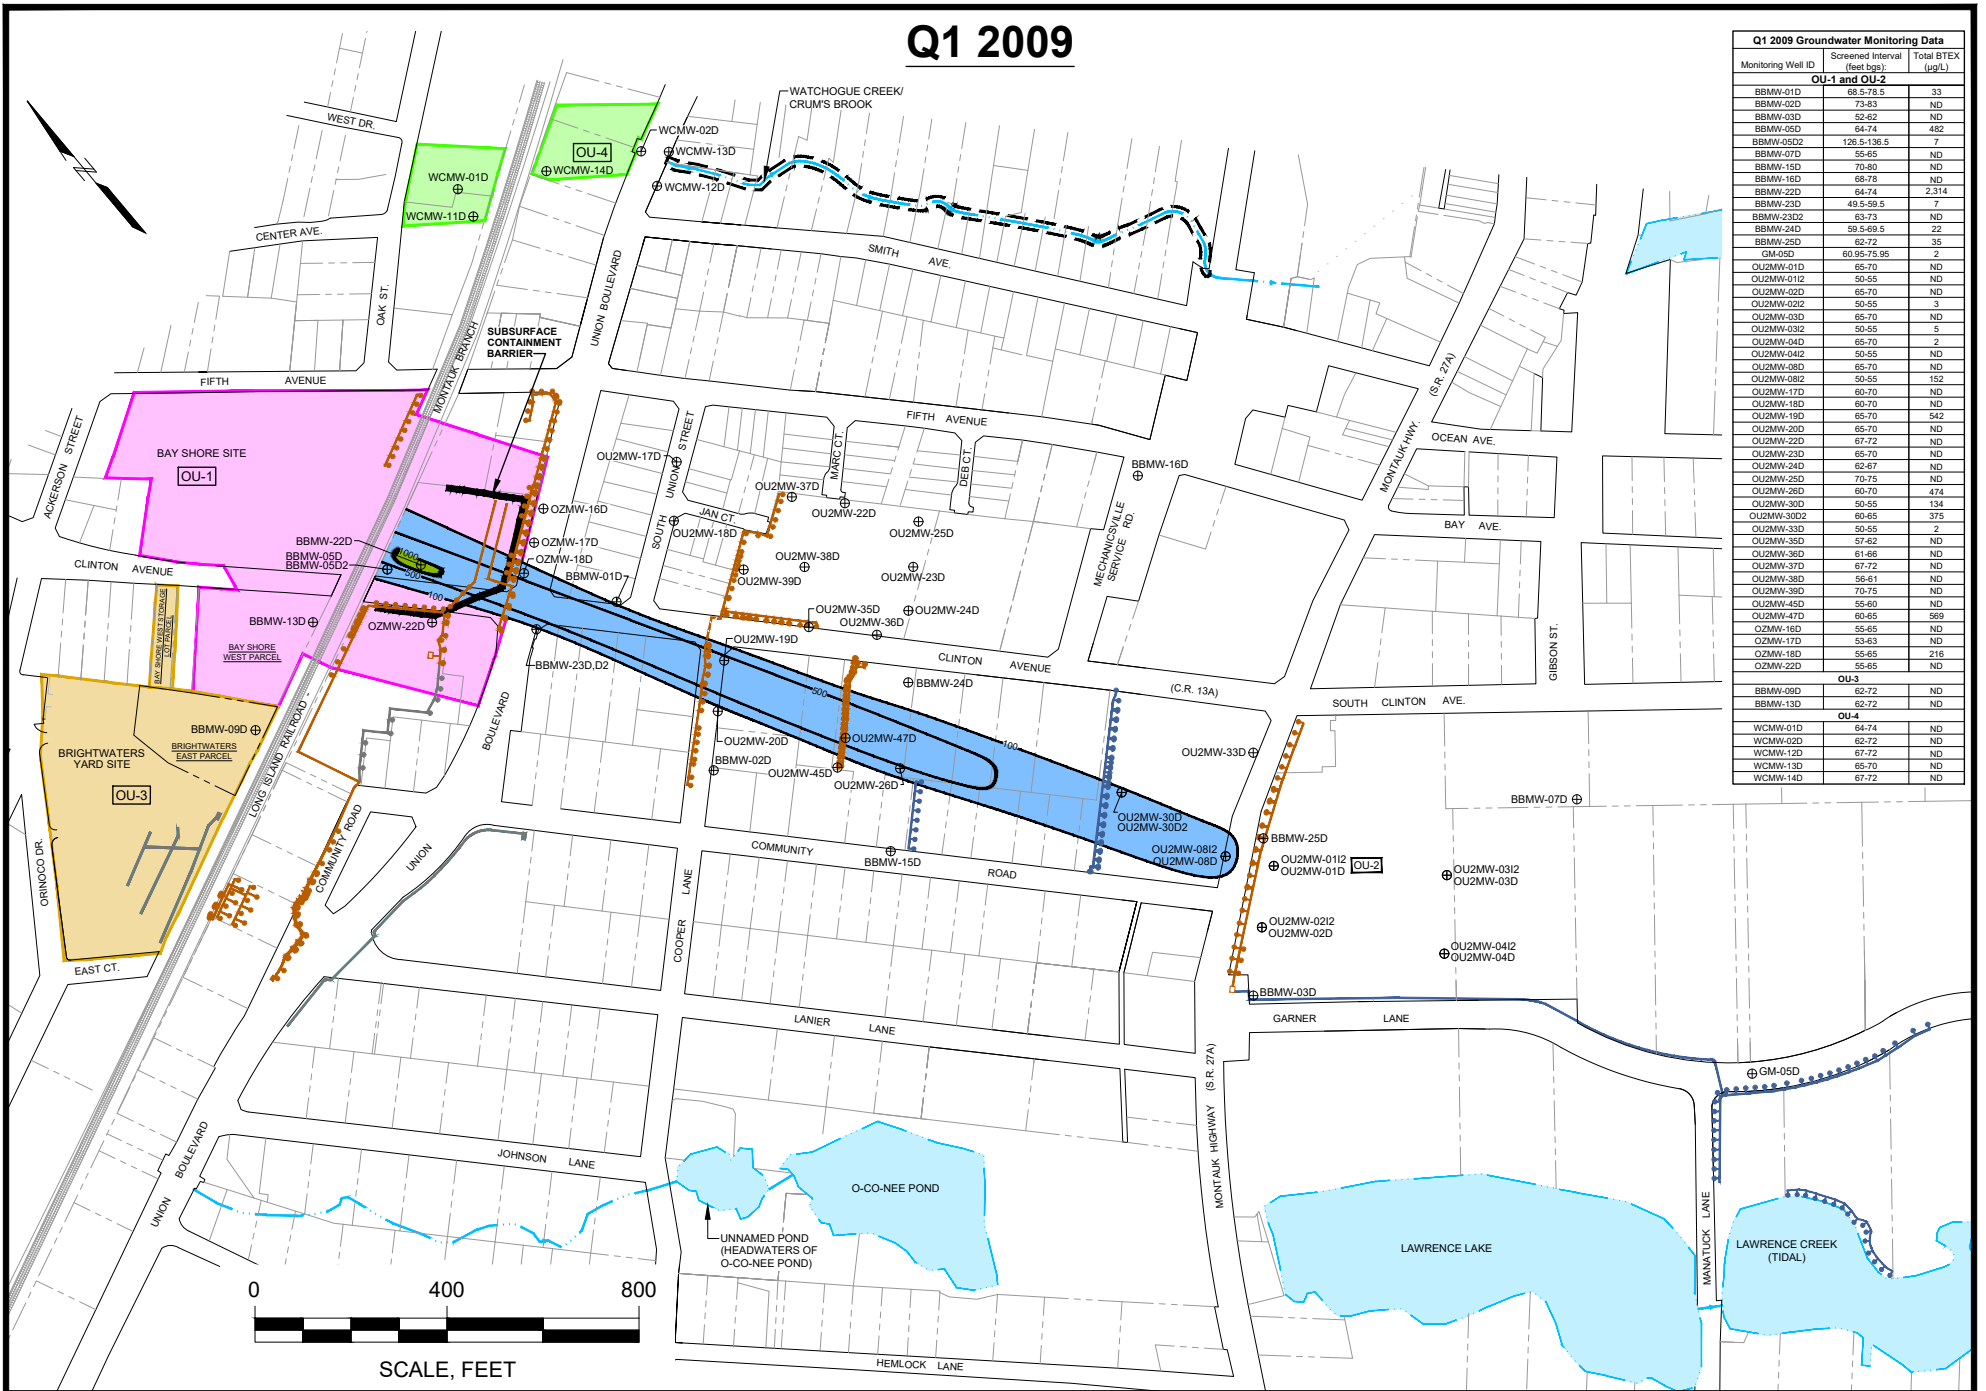 Q1 2009
Q1 2009 Groundwater Monitoring Data
Monitoring Well ID Screened Interval (feet bgs): Total BTEX (µg/L)
OU-1 and OU-2
BBMW-01D 68.5-78.5 33
BBMW-02D 73-83 ND
BBMW-03D 52-62 ND
BBMW-05D 64-74 482
BBMW-05D2 126.5-136.5 7
BBMW-07D 55-65 ND
BBMW-15D 70-80 ND
BBMW-16D 68-78 ND
BBMW-22D 64-74 2,314
BBMW-23D 49.5-59.5 7
BBMW-23D2 63-73 ND
BBMW-24D 59.5-69.5 22
BBMW-25D 62-72 35
GM-05D 60.95-75.95 2
OU2MW-01D 65-70 ND
OU2MW-01I2 50-55 ND
OU2MW-02D 65-70 ND
OU2MW-02I2 50-55 3
OU2MW-03D 65-70 ND
OU2MW-03I2 50-55 5
OU2MW-04D 65-70 2
OU2MW-04I2 50-55 ND
OU2MW-08D 65-70 ND
OU2MW-08I2 50-55 152
OU2MW-17D 60-70 ND
OU2MW-18D 60-70 ND
OU2MW-19D 65-70 542
OU2MW-20D 65-70 ND
OU2MW-22D 67-72 ND
OU2MW-23D 65-70 ND
OU2MW-24D 62-67 ND
OU2MW-25D 70-75 ND
OU2MW-26D 60-70 474
OU2MW-30D 50-55 134
OU2MW-30D2 60-65 375
OU2MW-33D 50-55 2
OU2MW-35D 57-62 ND
OU2MW-36D 61-66 ND
OU2MW-37D 67-72 ND
OU2MW-38D 56-61 ND
OU2MW-39D 70-75 ND
OU2MW-45D 55-60 ND
OU2MW-47D 60-65 569
OZMW-16D 55-65 ND
OZMW-17D 53-63 ND
OZMW-18D 55-65 216
OZMW-22D 55-65 ND
OU-3
BBMW-09D 62-72 ND
BBMW-13D 62-72 ND
OU-4
WCMW-01D 64-74 ND
WCMW-02D 62-72 ND
WCMW-12D 67-72 ND
WCMW-13D 65-70 ND
WCMW-14D 67-72 ND
N
WATCHOGUE CREEK/
CRUM'S BROOK
WEST DR.
OU-4
WCMW-02D
WCMW-13D
WCMW-14D
WCMW-12D
WCMW-01D
WCMW-11D
CENTER AVE.
OAK ST.
SMITH AVE.
UNION BOULEVARD
MONTAUK BRANCH
SUBSURFACE
CONTAINMENT
BARRIER
FIFTH AVENUE
FIFTH AVENUE
ACKERSON STREET
BAY SHORE SITE
OU-1
SOUTH UNION STREET
MARC CT.
DEB CT.
JAN CT.
MECHANICSVILLE
SERVICE RD.
MONTAUK HWY.
(S.R. 27A)
OCEAN AVE.
BAY AVE.
GIBSON ST.
OU2MW-17D
OU2MW-37D
OU2MW-22D
OU2MW-18D
OU2MW-25D
BBMW-16D
OZMW-16D
OZMW-17D
OZMW-18D
OU2MW-38D
OU2MW-39D
OU2MW-23D
BBMW-22D
BBMW-05D
BBMW-05D2
BBMW-01D
1000
500
100
CLINTON AVENUE
OU2MW-35D
OU2MW-24D
OU2MW-36D
BBMW-13D
OZMW-22D
BAY SHORE WEST STORAGE
LOT PARCEL
BAY SHORE
WEST PARCEL
BBMW-23D,D2
OU2MW-19D
CLINTON AVENUE
(C.R. 13A)
SOUTH CLINTON AVE.
BBMW-24D
500
100
OU2MW-20D
OU2MW-47D
BBMW-02D
OU2MW-45D
OU2MW-26D
OU2MW-33D
BBMW-09D
BRIGHTWATERS
EAST PARCEL
BRIGHTWATERS
YARD SITE
OU-3
LONG ISLAND RAILROAD
BOULEVARD
OU2MW-30D
OU2MW-30D2
OU2MW-08I2
OU2MW-08D
BBMW-07D
BBMW-25D
OU2MW-01I2
OU2MW-01D
OU-2
OU2MW-03I2
OU2MW-03D
OU2MW-02I2
OU2MW-02D
OU2MW-04I2
OU2MW-04D
BBMW-15D
COMMUNITY ROAD
COMMUNITY ROAD
UNION
COOPER LANE
ORINOCO DR.
EAST CT.
BBMW-03D
GARNER LANE
LANIER LANE
GM-05D
MONTAUK HIGHWAY (S.R. 27A)
UNION BOULEVARD
JOHNSON LANE
O-CO-NEE POND
UNNAMED POND
(HEADWATERS OF
O-CO-NEE POND)
LAWRENCE LAKE
MANATUCK LANE
LAWRENCE CREEK
(TIDAL)
HEMLOCK LANE
0 400 800
SCALE, FEET